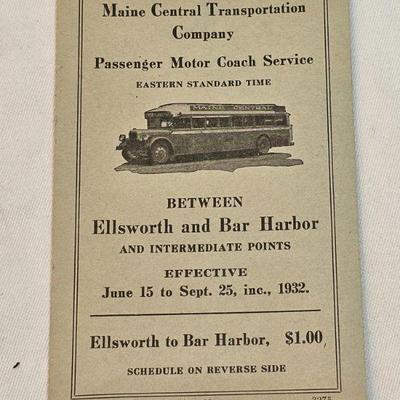 Maine Central Transportation
Company
Passenger Motor Coach Service
EASTERN STANDARD TIME
MAINE CENTRAL
BETWEEN
Ellsworth and Bar Harbor
AND INTERMEDIATE POINTS
EFFECTIVE
June 15 to Sept. 25, inc., 1932.
Ellsworth to Bar Harbor, $1.00
SCHEDULE ON REVERSE SIDE